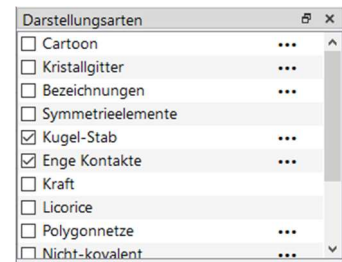 Darstellungsarten
Cartoon
Kristallgitter
Bezeichnungen
Symmetrieelemente
Kugel-Stab
Enge Kontakte
Kraft
Licorice
Polygonnetze
Nicht-kovalent